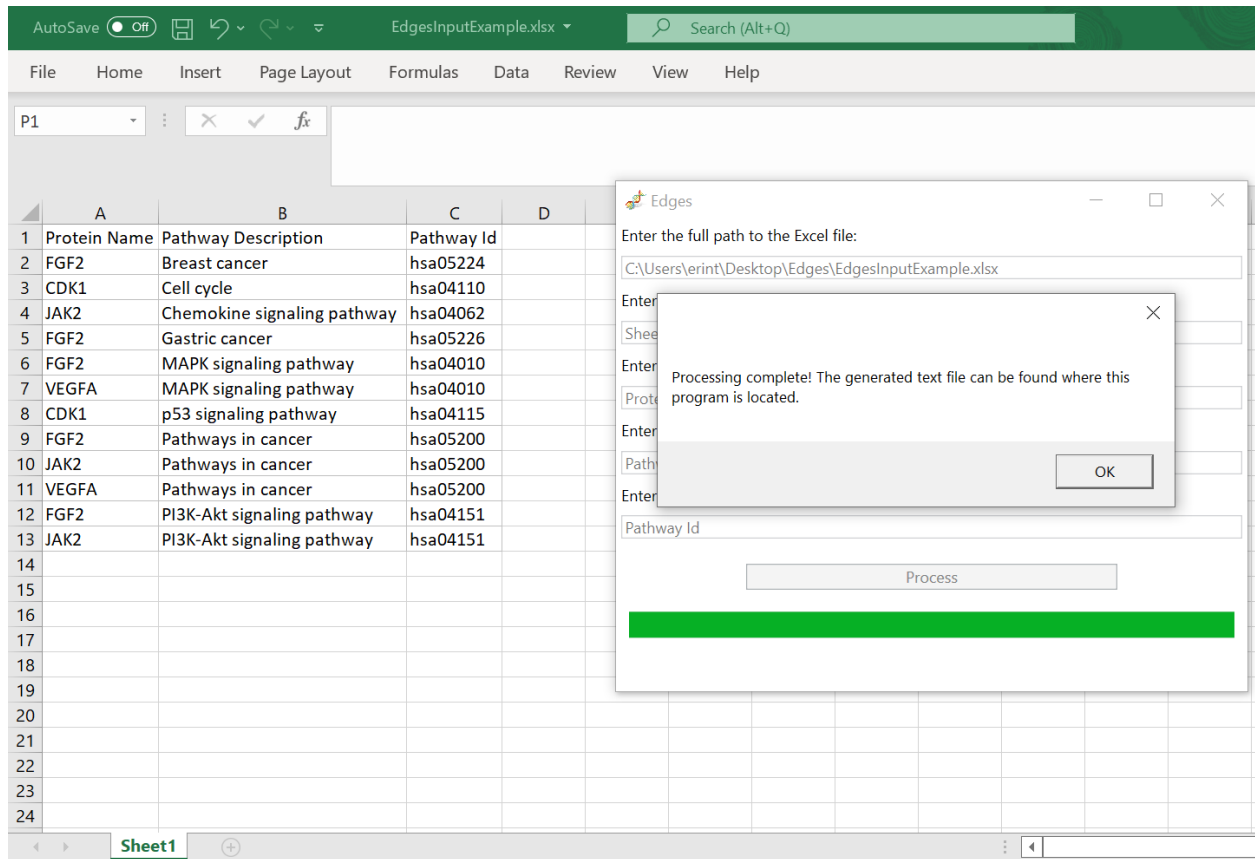 AutoSave Off EdgesInputExample.xlsx Search (Alt+Q)
File Home Insert Page Layout Formulas Data Review View Help
P1 fx
A B C D
1 Protein Name Pathway Description Pathway Id
2 FGF2 Breast cancer hsa05224
3 CDK1 Cell cycle hsa04110
4 JAK2 Chemokine signaling pathway hsa04062
5 FGF2 Gastric cancer hsa05226
6 FGF2 MAPK signaling pathway hsa04010
7 VEGFA MAPK signaling pathway hsa04010
8 CDK1 p53 signaling pathway hsa04115
9 FGF2 Pathways in cancer hsa05200
10 JAK2 Pathways in cancer hsa05200
11 VEGFA Pathways in cancer hsa05200
12 FGF2 PI3K-Akt signaling pathway hsa04151
13 JAK2 PI3K-Akt signaling pathway hsa04151
14
15
16
17
18
19
20
21
22
23
24
Sheet1
Edges
Enter the full path to the Excel file:
C:\Users\erint\Desktop\Edges\EdgesInputExample.xlsx
Enter
Shee
Enter
Prote
Enter
Path
Enter
Pathway Id
Process
Processing complete! The generated text file can be found where this
program is located.
OK